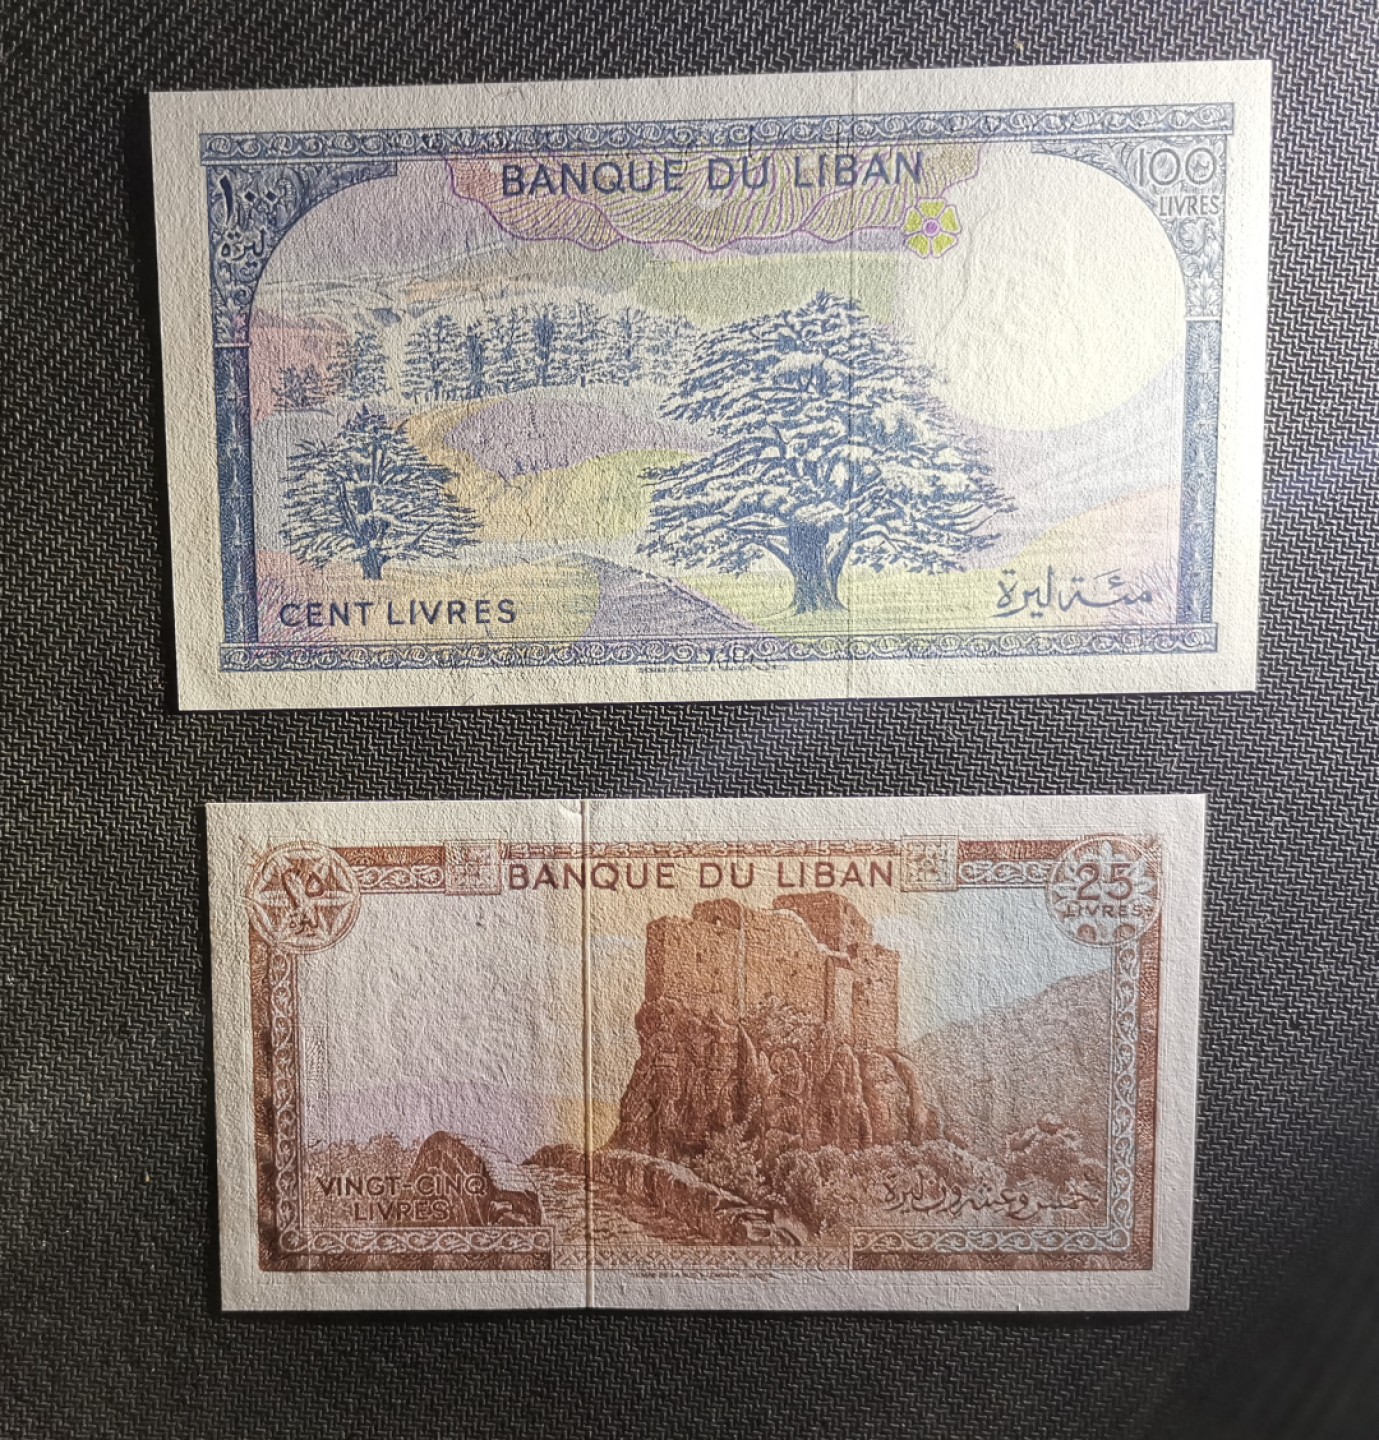 BANQUE DU LIBAN
١٠٠
ليرة
100
LIVRES
CENT LIVRES
مئة ليرة
BANQUE DU LIBAN
٢٥
ليرة
25
LIVRES
VINGT-CINQ
LIVRES
خمس وعشرون ليرة